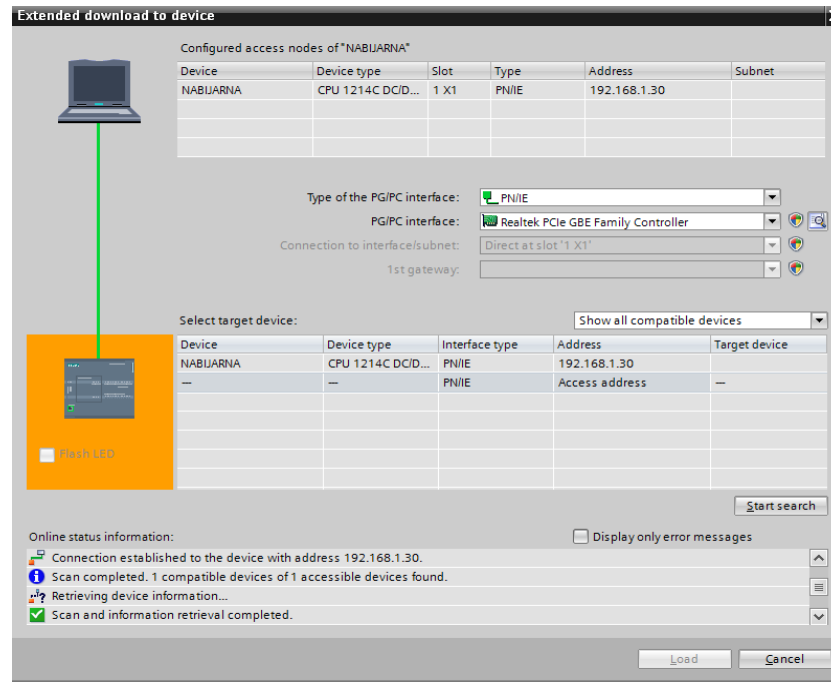 Extended download to device
Configured access nodes of "NABIJARNA"
Device Device type Slot Type Address Subnet
NABIJARNA CPU 1214C DC/D... 1 X1 PN/IE 192.168.1.30
Type of the PG/PC interface: PN/IE
PG/PC interface: Realtek PCIe GBE Family Controller
Connection to interface/subnet: Direct at slot '1 X1'
1st gateway:
Select target device: Show all compatible devices
Device Device type Interface type Address Target device
NABIJARNA CPU 1214C DC/D... PN/IE 192.168.1.30
— — PN/IE Access address —
Flash LED
Start search
Online status information: Display only error messages
Connection established to the device with address 192.168.1.30.
Scan completed. 1 compatible devices of 1 accessible devices found.
Retrieving device information...
Scan and information retrieval completed.
Load Cancel